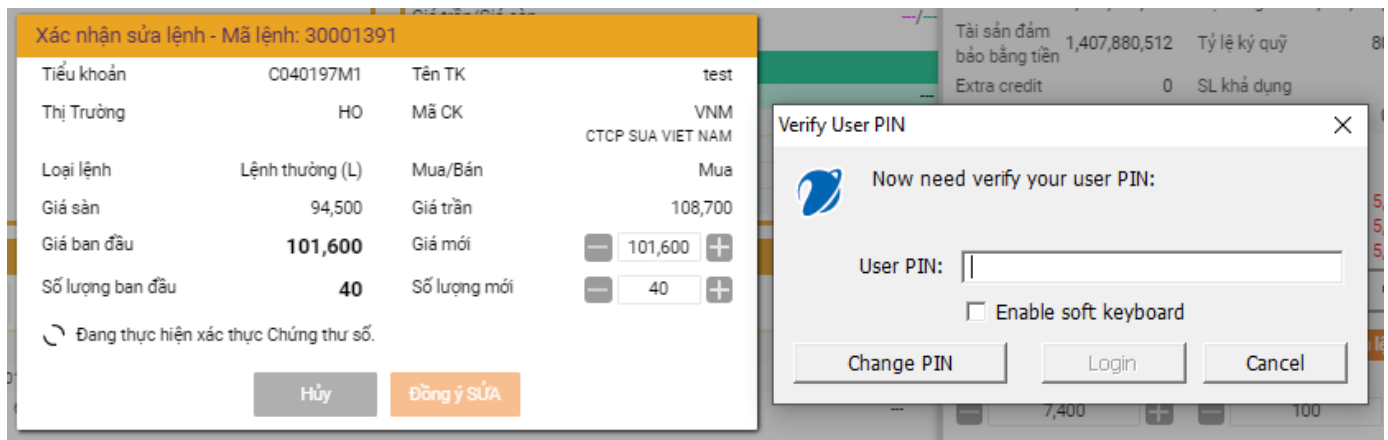 Giá trần/Giá sàn ---/---
Xác nhận sửa lệnh - Mã lệnh: 30001391
Tiểu khoản C040197M1 Tên TK test
Thị Trường HO Mã CK VNM
CTCP SUA VIET NAM
Loại lệnh Lệnh thường (L) Mua/Bán Mua
Giá sàn 94,500 Giá trần 108,700
Giá ban đầu 101,600 Giá mới 101,600
Số lượng ban đầu 40 Số lượng mới 40
Đang thực hiện xác thực Chứng thư số.
Hủy Đồng ý SỬA
---
---
Tài sản đảm
bảo bằng tiền 1,407,880,512 Tỷ lệ ký quỹ
Extra credit 0 SL khả dụng
Verify User PIN
Now need verify your user PIN:
User PIN:
Enable soft keyboard
Change PIN Login Cancel
7,400 100